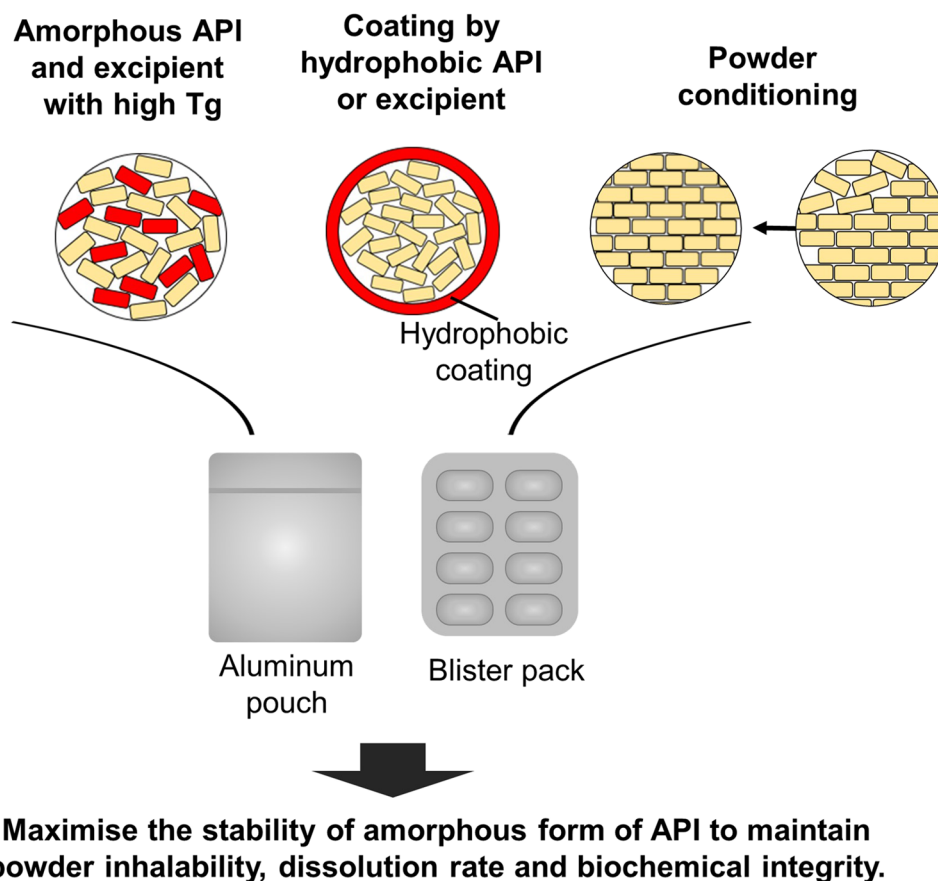 Amorphous API
and excipient
with high Tg
Coating by
hydrophobic API
or excipient
Powder
conditioning
Hydrophobic
coating
Aluminum
pouch
Blister pack
Maximise the stability of amorphous form of API to maintain
powder inhalability, dissolution rate and biochemical integrity.